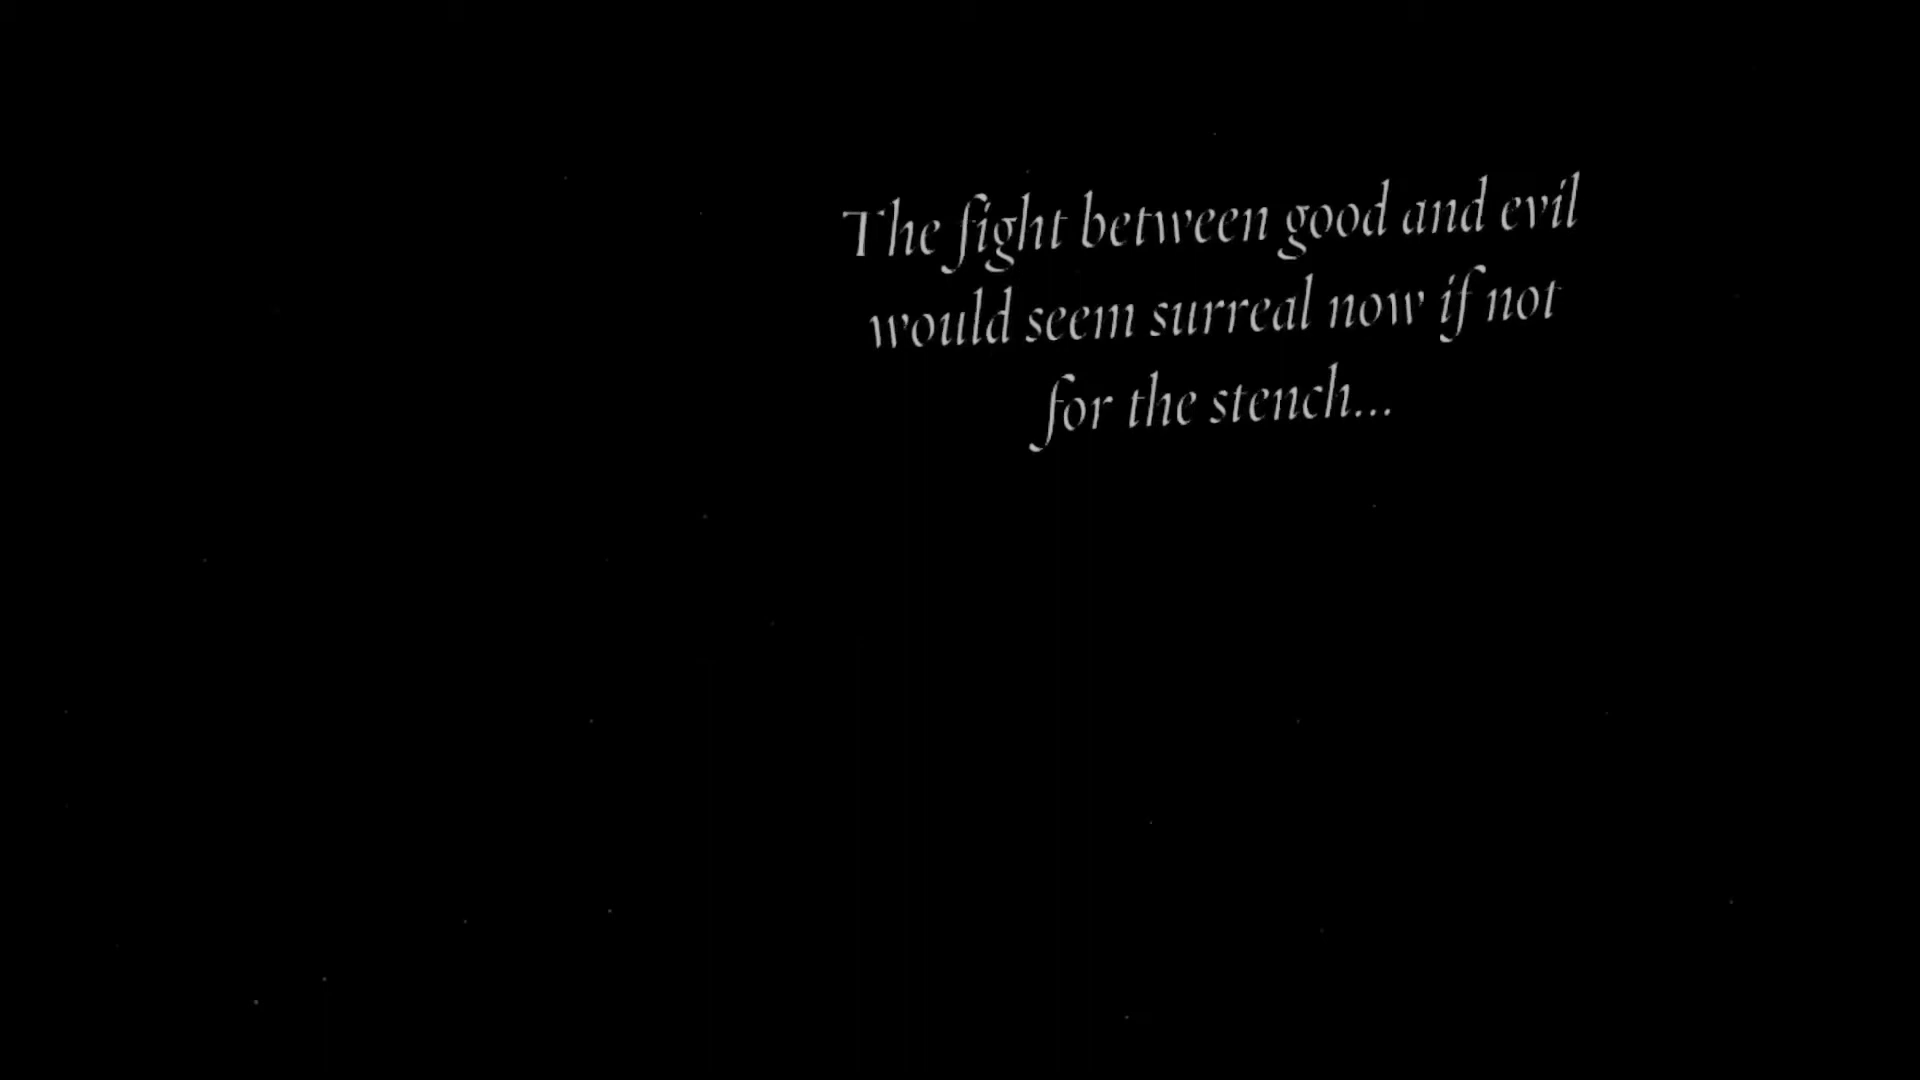 The fight between good and evil
would seem surreal now if not
for the stench...